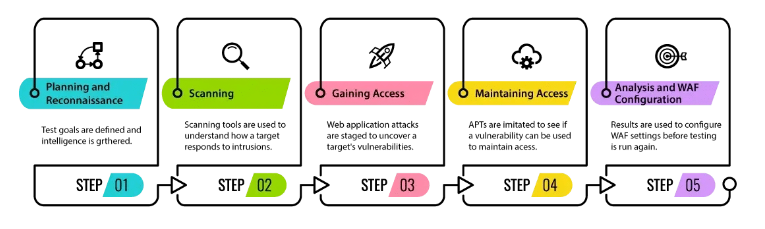 Planning and
Reconnaissance
Test goals are defined and
intelligence is grthered.
STEP 01
Scanning
Scanning tools are used to
understand how a target
responds to intrusions.
STEP 02
Gaining Access
Web application attacks
are staged to uncover a
target's vulnerabilities.
STEP 03
Maintaining Access
APTs are imitated to see if
a vulnerability can be used
to maintain acess.
STEP 04
Analysis and WAF
Configuration
Results are used to configure
WAF settings before testing
is run again.
STEP 05